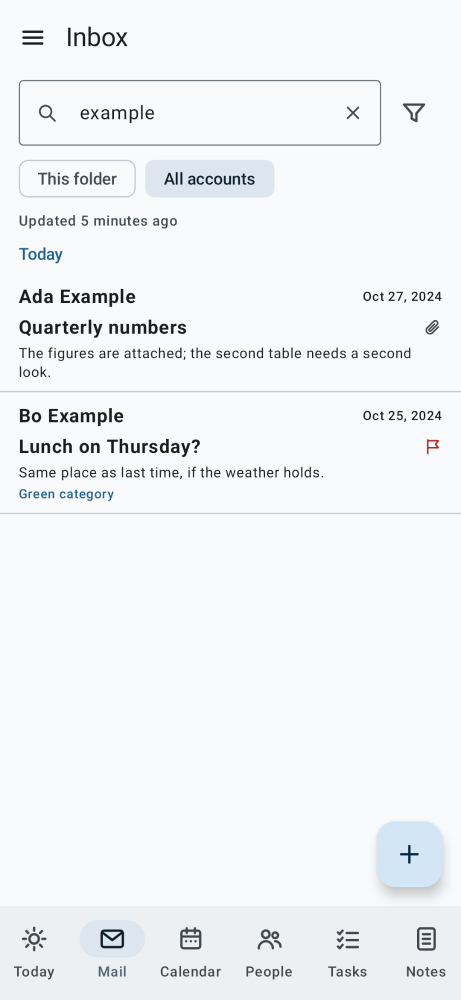 Inbox
example
This folder
All accounts
Updated 5 minutes ago
Today
Ada Example
Oct 27, 2024
Quarterly numbers
The figures are attached; the second table needs a second
look.
Bo Example
Oct 25, 2024
Lunch on Thursday?
Same place as last time, if the weather holds.
Green category
Today
Mail
Calendar
People
Tasks
Notes